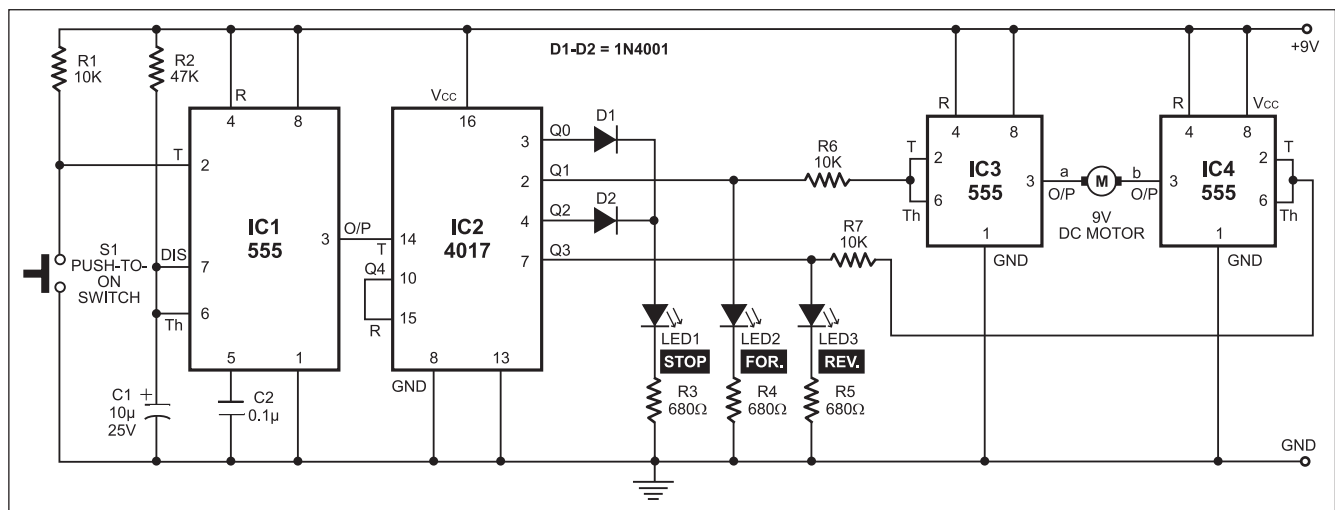 D1-D2 = 1N4001
+9V
R1
10K
R2
47K
R
4
8
T
2
IC1
555
3
O/P
S1
PUSH-TO-
ON
SWITCH
DIS
7
Th
6
5
1
C1
+
10µ
25V
C2
0.1µ
VCC
16
IC2
4017
T
14
Q4
10
15
R
8
GND
13
3
Q0
D1
2
Q1
4
Q2
D2
7
Q3
LED1
STOP
LED2
FOR.
LED3
REV.
R3
680Ω
R4
680Ω
R5
680Ω
R6
10K
R7
10K
R
4
8
T
2
IC3
555
Th
6
3
a
O/P
1
GND
M
9V
DC MOTOR
b
O/P
R
4
VCC
8
3
IC4
555
T
2
6
Th
1
GND
GND